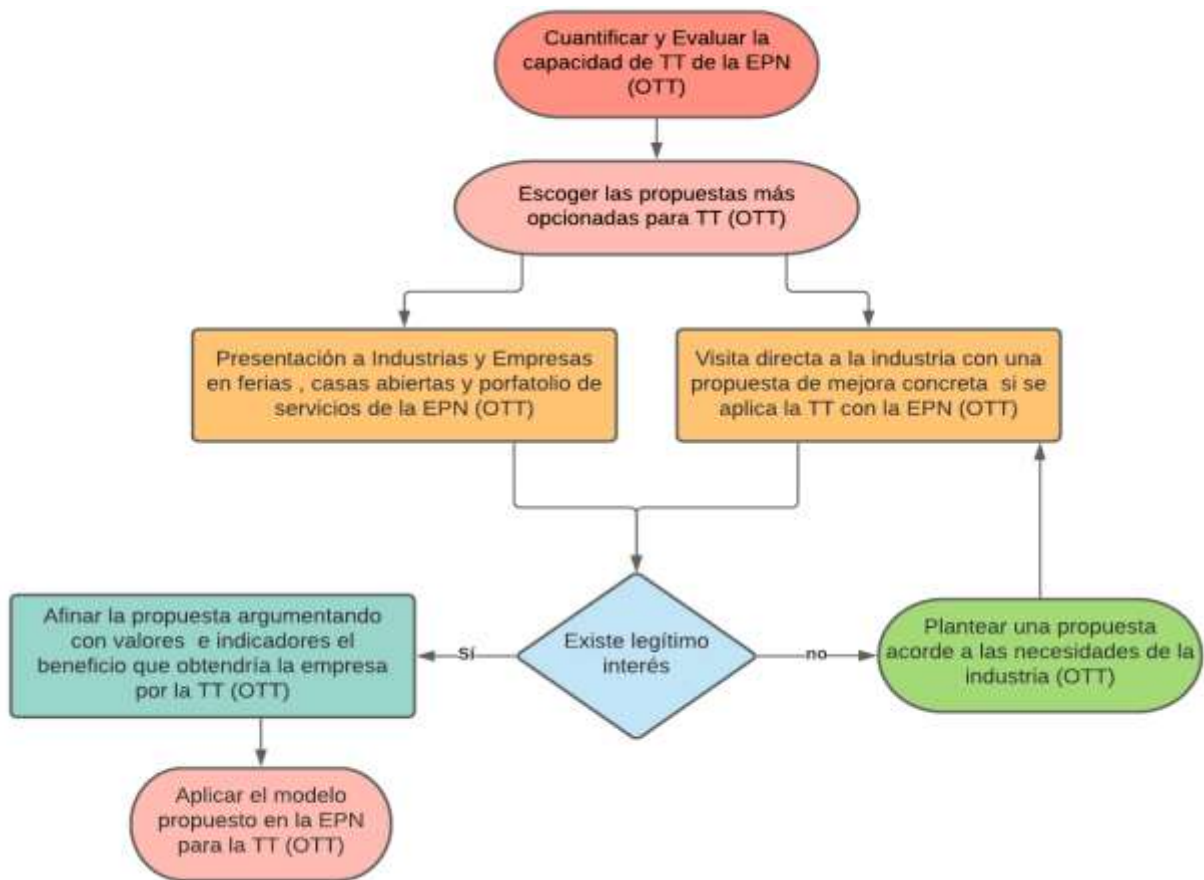 Cuantificar y Evaluar la
capacidad de TT de la EPN
(OTT)
Escoger las propuestas más
opcionadas para TT (OTT)
Presentación a Industrias y Empresas
en ferias , casas abiertas y porfatolio de
servicios de la EPN (OTT)
Visita directa a la industria con una
propuesta de mejora concreta si se
aplica la TT con la EPN (OTT)
Afinar la propuesta argumentando
con valores e indicadores el
beneficio que obtendría la empresa
por la TT (OTT)
Sí
Existe legítimo
interés
no
Plantear una propuesta
acorde a las necesidades de la
industria (OTT)
Aplicar el modelo
propuesto en la EPN
para la TT (OTT)